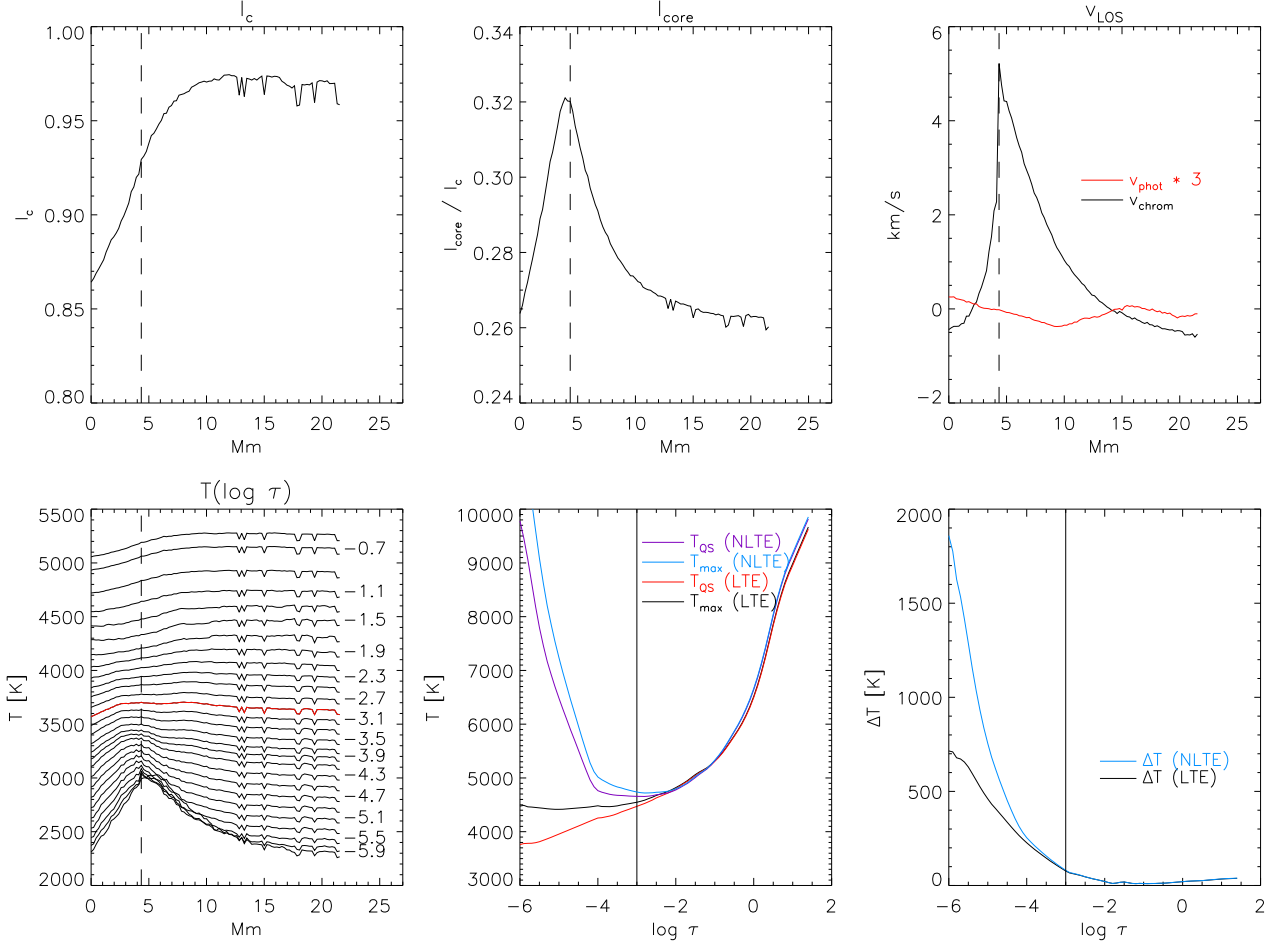 I_c
1.00
0.95
0.90
0.85
0.80
I_c
0 5 10 15 20 25
Mm
I_core
0.34
0.32
0.30
0.28
0.26
0.24
I_core / I_c
0 5 10 15 20 25
Mm
v_LOS
6
4
2
0
−2
km/s
v_phot * 3
v_chrom
0 5 10 15 20 25
Mm
T(log τ)
5500
5000
4500
4000
3500
3000
2500
2000
T [K]
−0.7
−1.1
−1.5
−1.9
−2.3
−2.7
−3.1
−3.5
−3.9
−4.3
−4.7
−5.1
−5.5
−5.9
0 5 10 15 20 25
Mm
10000
9000
8000
7000
6000
5000
4000
3000
T [K]
T_QS (NLTE)
T_max (NLTE)
T_QS (LTE)
T_max (LTE)
−6 −4 −2 0 2
log τ
2000
1500
1000
500
0
ΔT [K]
ΔT (NLTE)
ΔT (LTE)
−6 −4 −2 0 2
log τ